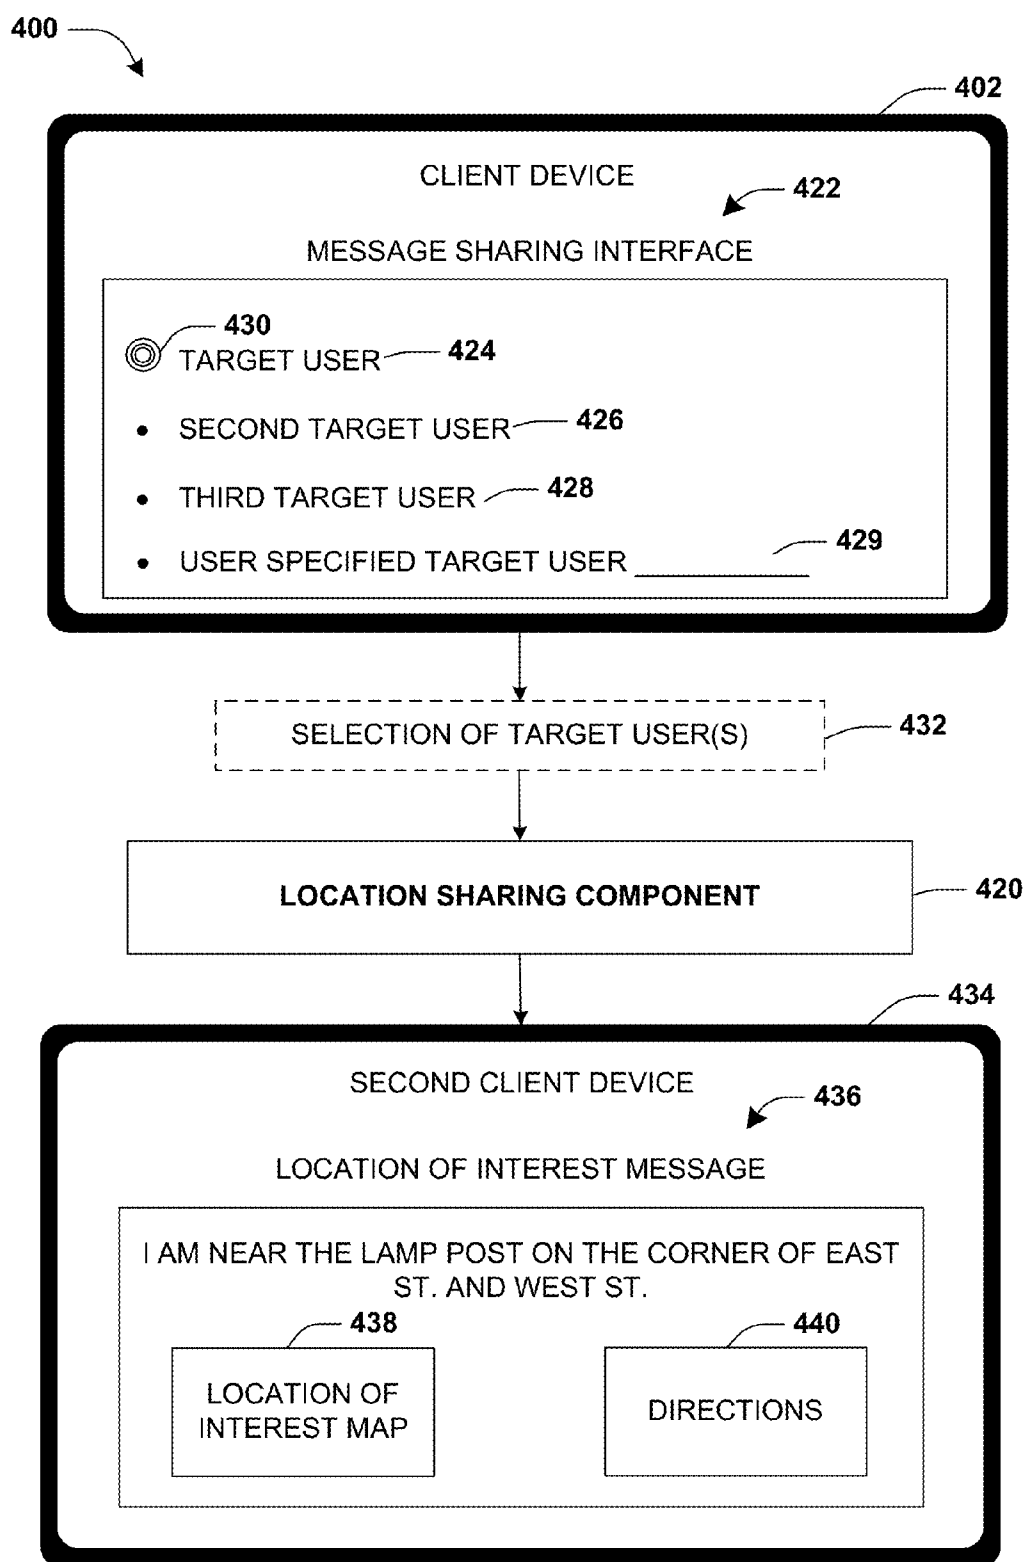 400
402
CLIENT DEVICE
422
MESSAGE SHARING INTERFACE
430
TARGET USER 424
• SECOND TARGET USER 426
• THIRD TARGET USER 428
• USER SPECIFIED TARGET USER ____________ 429
SELECTION OF TARGET USER(S) 432
LOCATION SHARING COMPONENT 420
434
SECOND CLIENT DEVICE
436
LOCATION OF INTEREST MESSAGE
I AM NEAR THE LAMP POST ON THE CORNER OF EAST
ST. AND WEST ST.
438
LOCATION OF
INTEREST MAP
440
DIRECTIONS